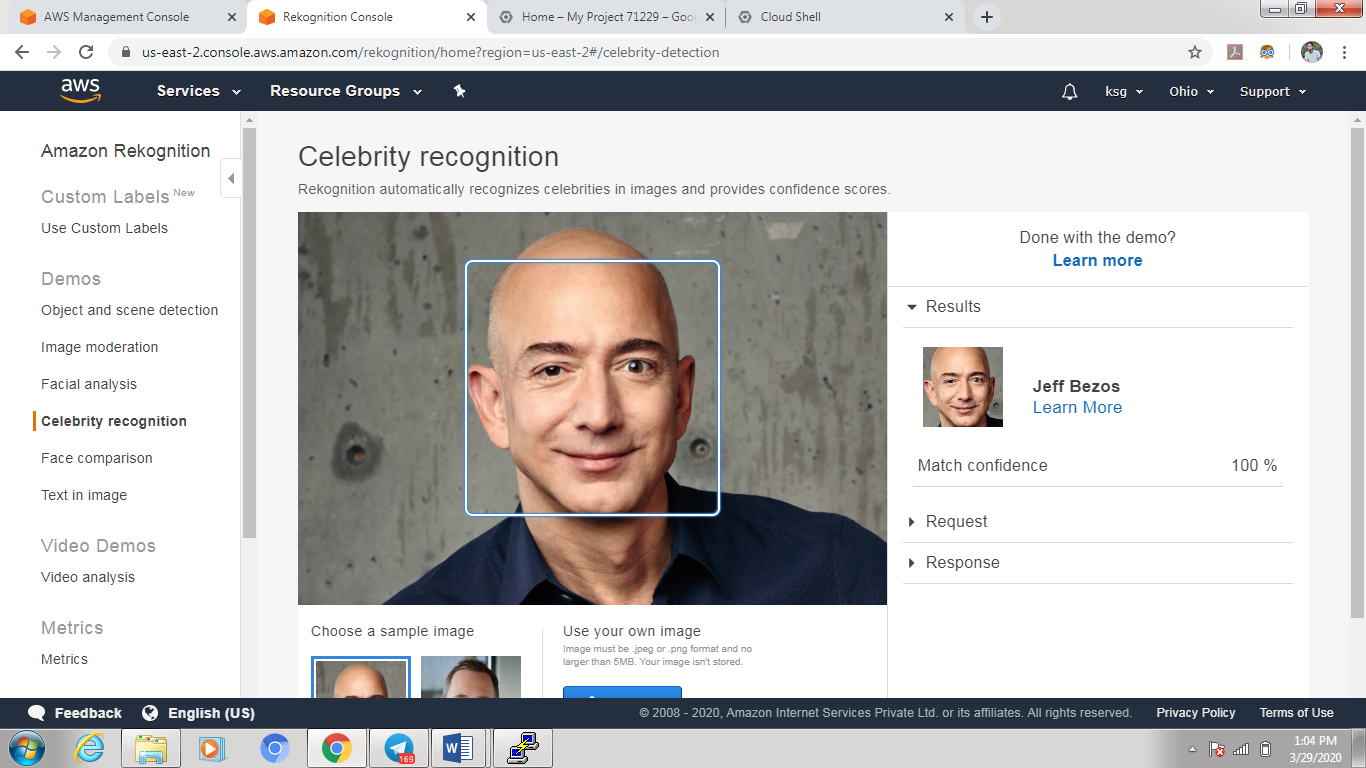 AWS Management Console
Rekognition Console
Home – My Project 71229 – Goo
Cloud Shell
us-east-2.console.aws.amazon.com/rekognition/home?region=us-east-2#/celebrity-detection
aws
Services
Resource Groups
ksg
Ohio
Support
Amazon Rekognition
Custom Labels New
Use Custom Labels
Demos
Object and scene detection
Image moderation
Facial analysis
Celebrity recognition
Face comparison
Text in image
Video Demos
Video analysis
Metrics
Metrics
Celebrity recognition
Rekognition automatically recognizes celebrities in images and provides confidence scores.
Choose a sample image
Use your own image
Image must be .jpeg or .png format and no
larger than 5MB. Your image isn't stored.
Done with the demo?
Learn more
Results
Jeff Bezos
Learn More
Match confidence 100 %
Request
Response
Feedback
English (US)
© 2008 - 2020, Amazon Internet Services Private Ltd. or its affiliates. All rights reserved.
Privacy Policy
Terms of Use
169
1:04 PM
3/29/2020